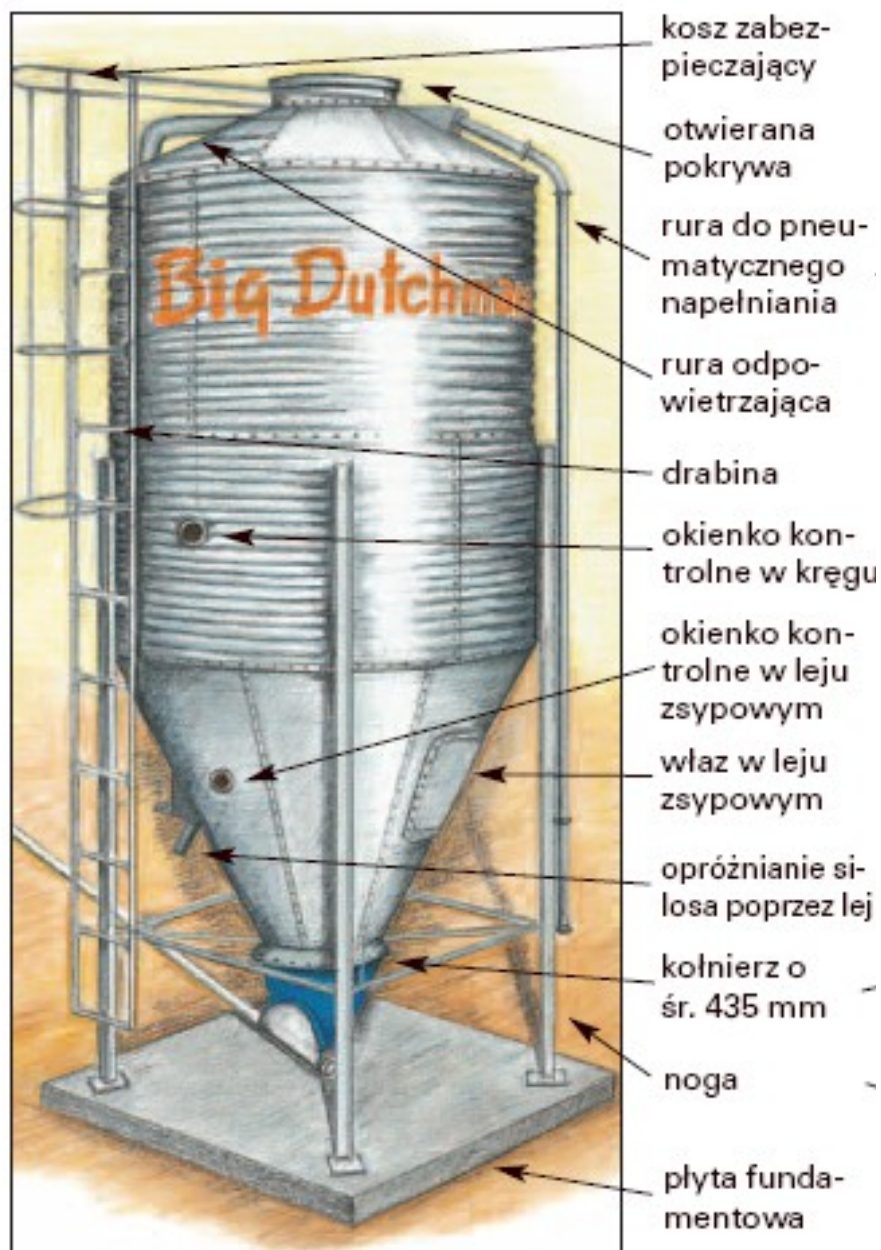 kosz zabez-
pieczający
otwierana
pokrywa
Big Dutchman
rura do pneu-
matycznego
napełniania
rura odpo-
wietrzająca
drabina
okienko kon-
trolne w kręgu
okienko kon-
trolne w leju
zsypowym
właz w leju
zsypowym
opróżnianie si-
losa poprzez lej
kołnierz o
śr. 435 mm
noga
płyta funda-
mentowa